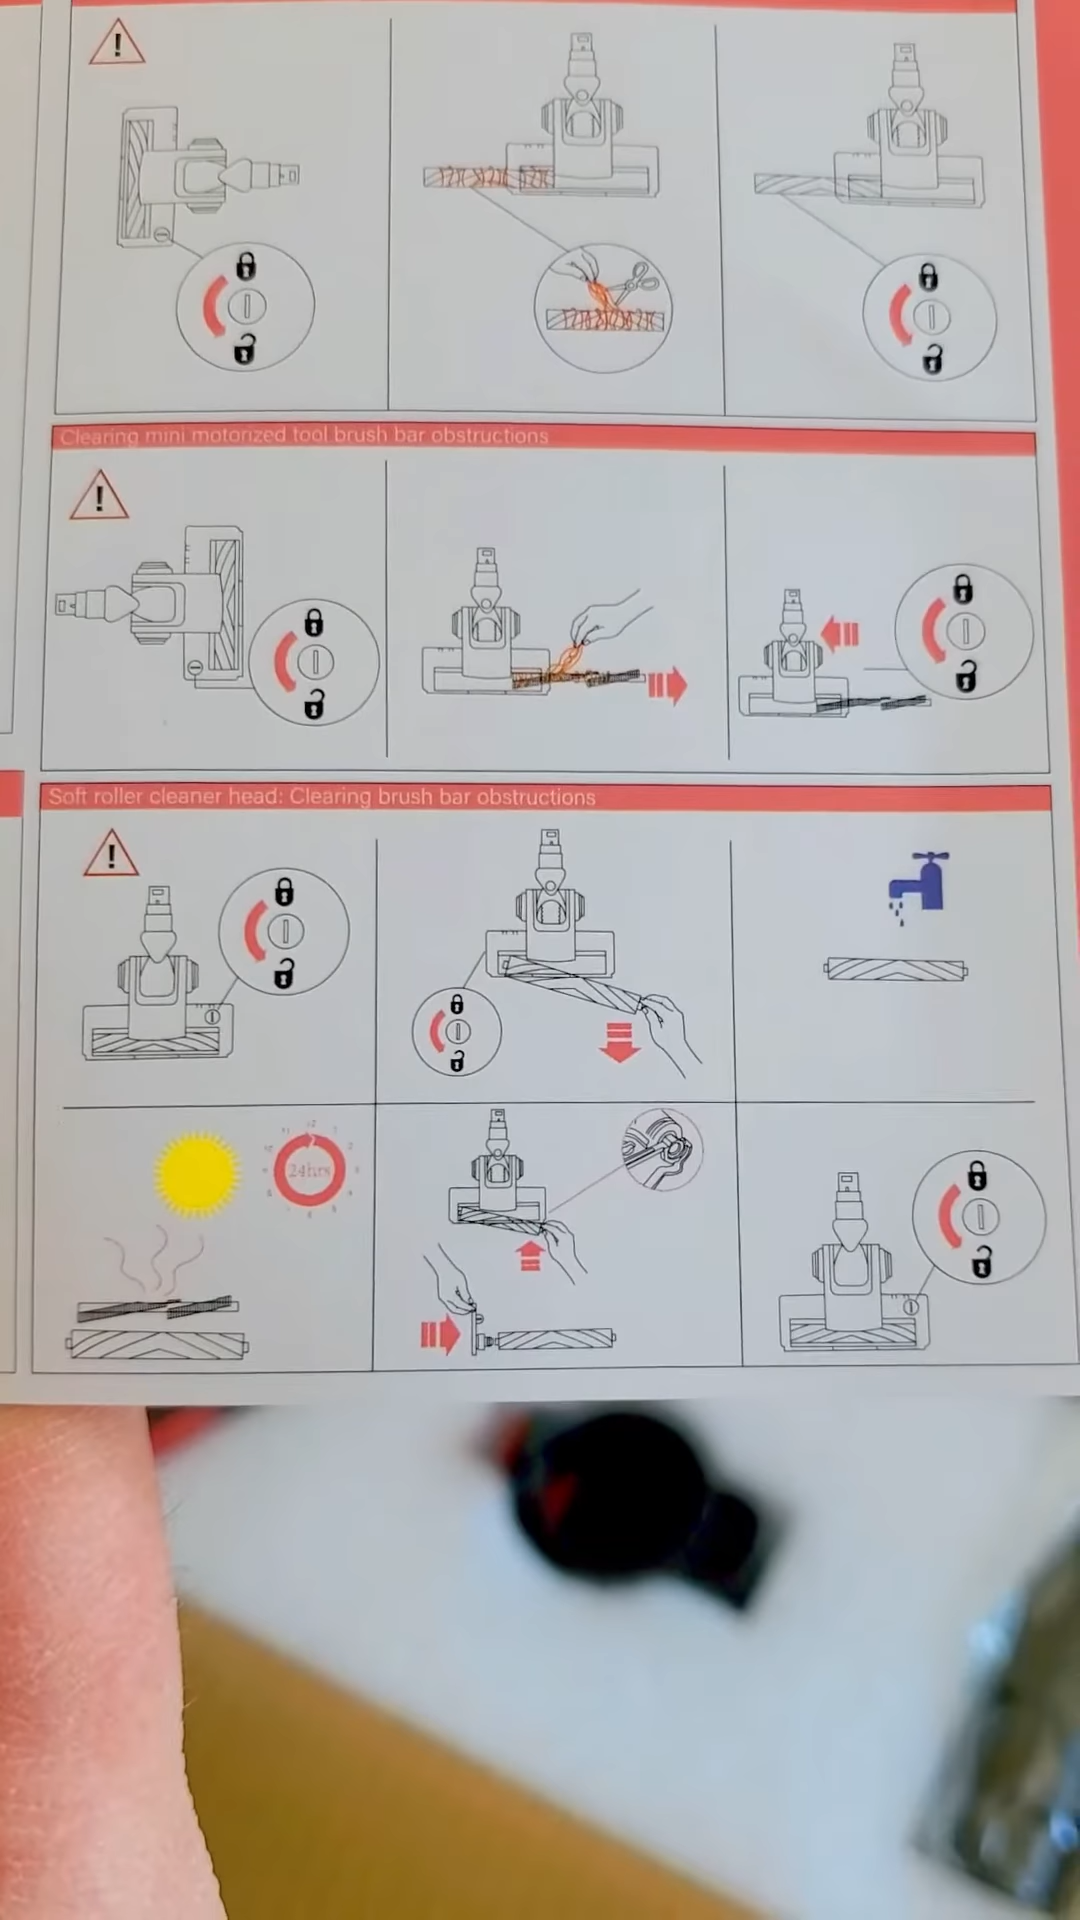 Clearing mini motorized tool brush bar obstructions
Soft roller cleaner head: Clearing brush bar obstructions
24hrs